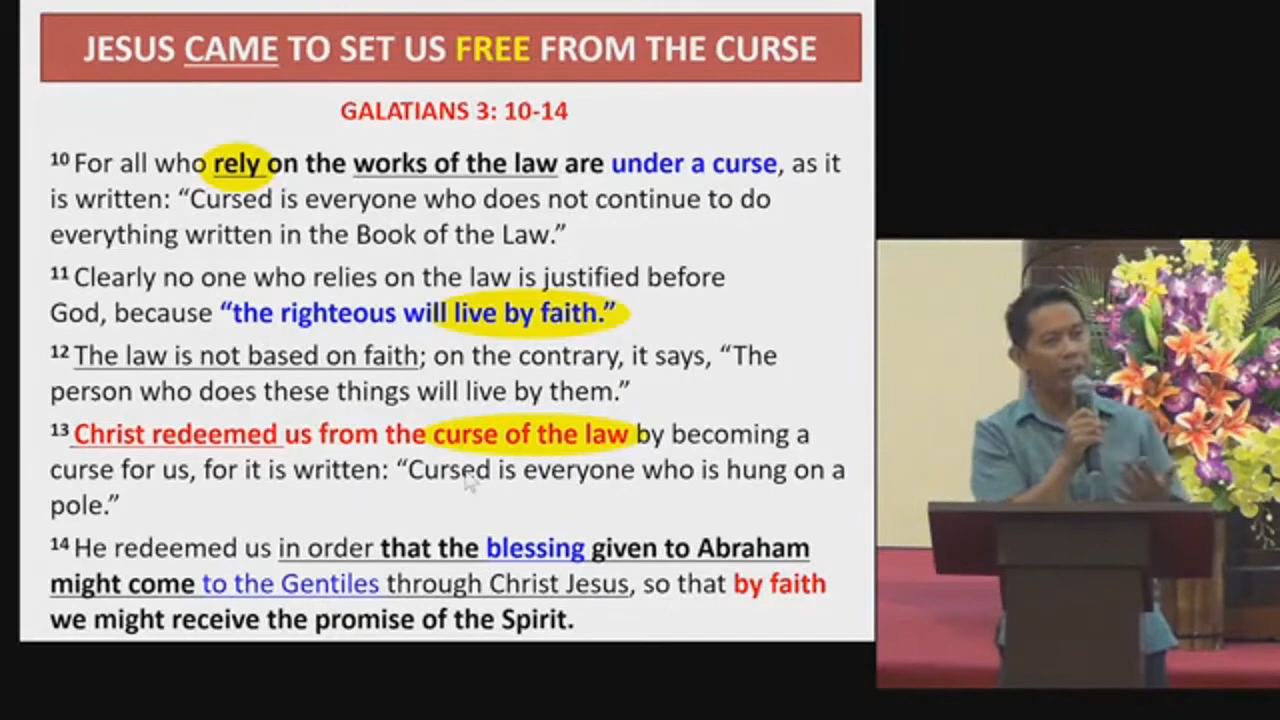 JESUS CAME TO SET US FREE FROM THE CURSE
GALATIANS 3: 10-14
10 For all who rely on the works of the law are under a curse, as it
is written: “Cursed is everyone who does not continue to do
everything written in the Book of the Law.”
11 Clearly no one who relies on the law is justified before
God, because “the righteous will live by faith.”
12 The law is not based on faith; on the contrary, it says, “The
person who does these things will live by them.”
13 Christ redeemed us from the curse of the law by becoming a
curse for us, for it is written: “Cursed is everyone who is hung on a
pole.”
14 He redeemed us in order that the blessing given to Abraham
might come to the Gentiles through Christ Jesus, so that by faith
we might receive the promise of the Spirit.